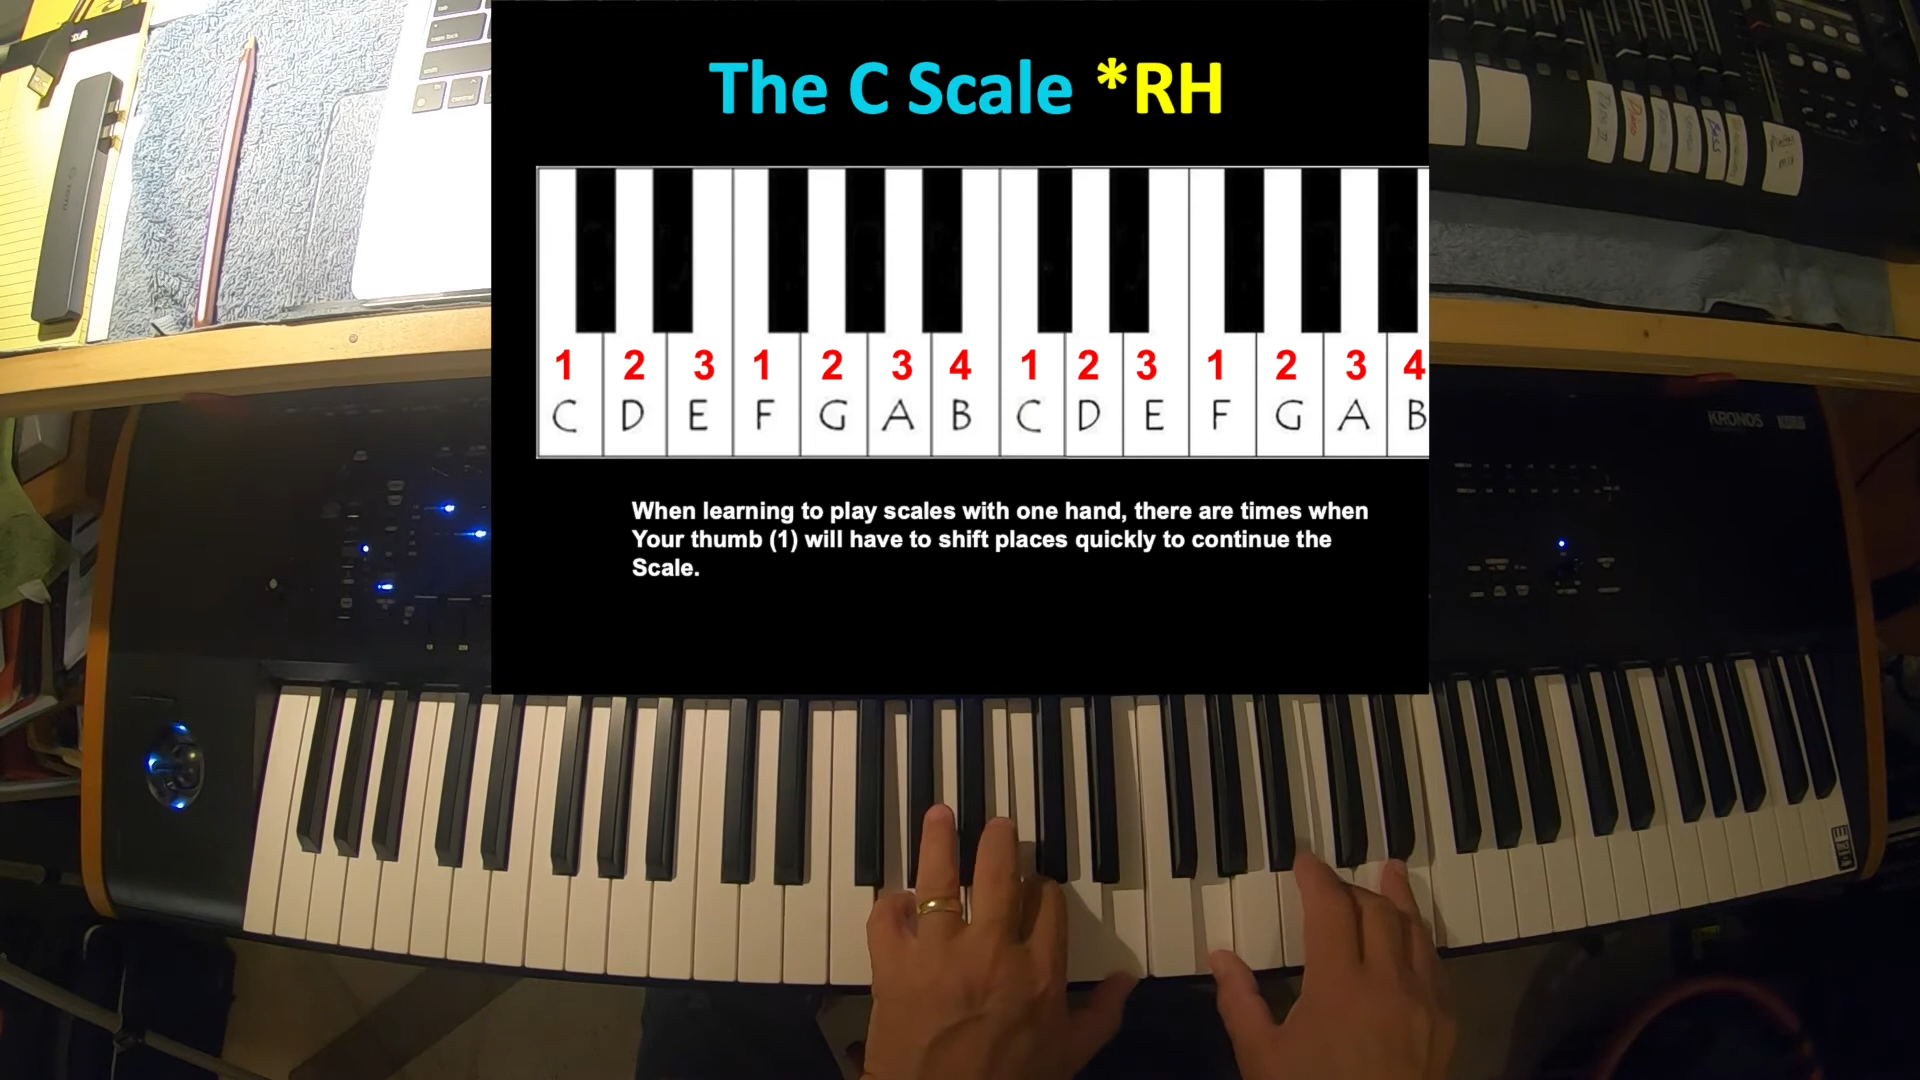 The C Scale *RH
1 2 3 1 2 3 4 1 2 3 1 2 3 4
C D E F G A B C D E F G A B
When learning to play scales with one hand, there are times when
Your thumb (1) will have to shift places quickly to continue the
Scale.
KRONOS
Piano
Bass